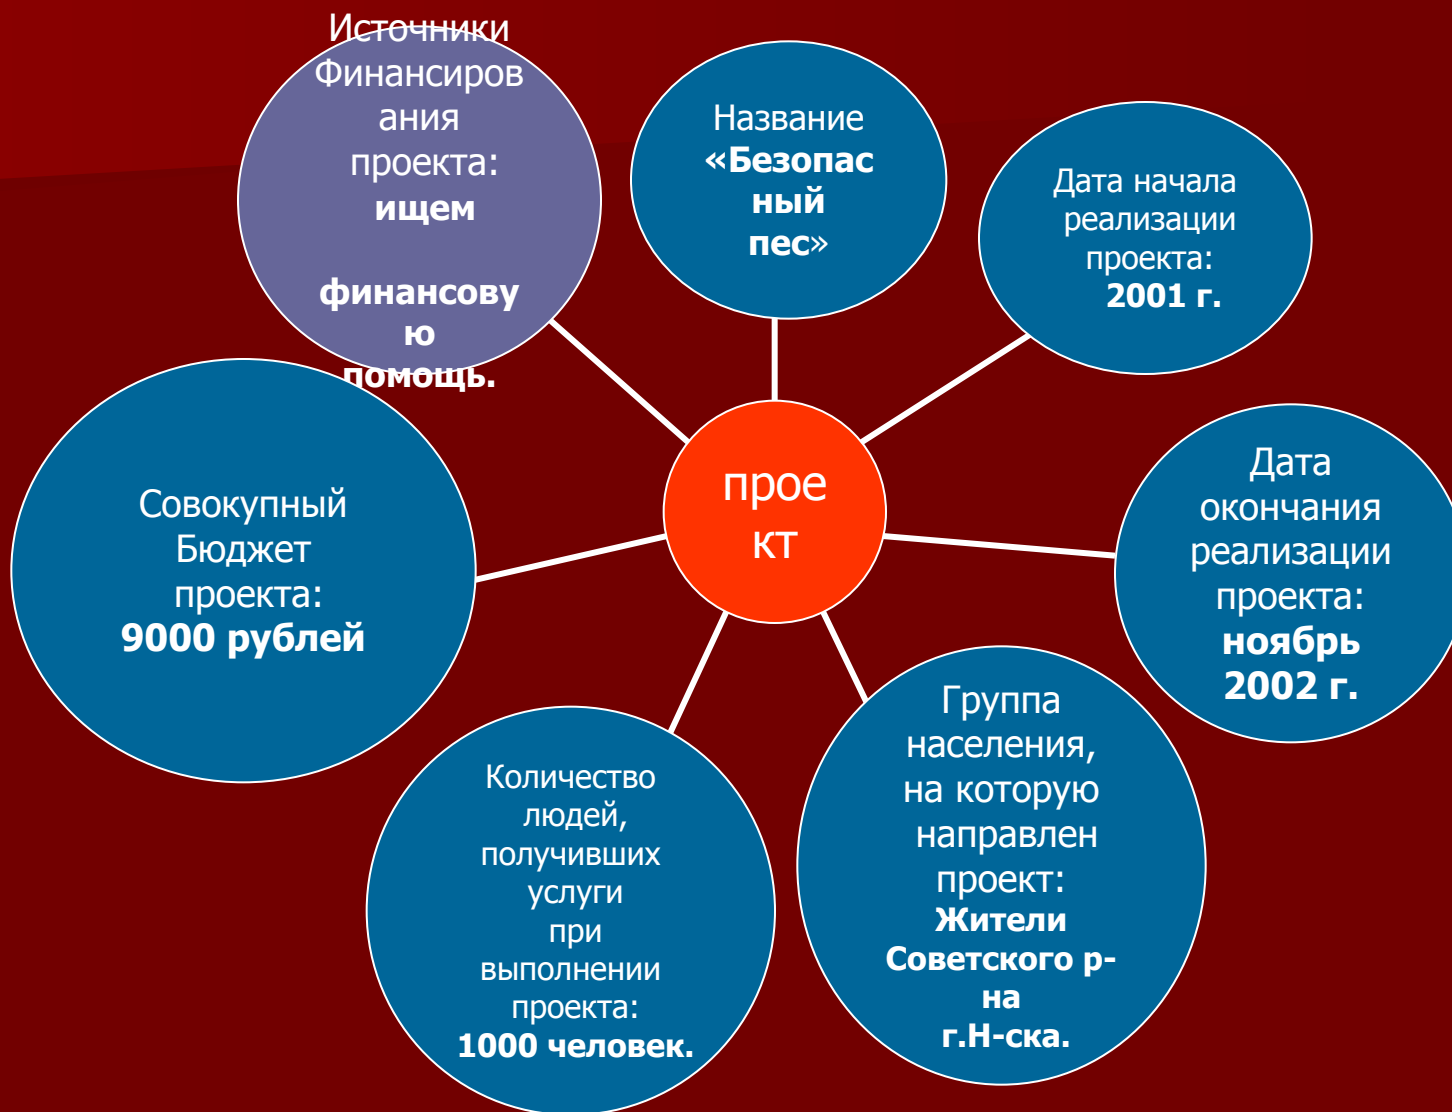 Источники
Финансиров
ания
проекта:
ищем
финансову
ю
помощь.
Название
«Безопас
ный
пес»
Дата начала
реализации
проекта:
2001 г.
Дата
окончания
реализации
проекта:
ноябрь
2002 г.
Группа
населения,
на которую
направлен
проект:
Жители
Советского р-
на
г.Н-ска.
Количество
людей,
получивших
услуги
при
выполнении
проекта:
1000 человек.
Совокупный
Бюджет
проекта:
9000 рублей
прое
кт